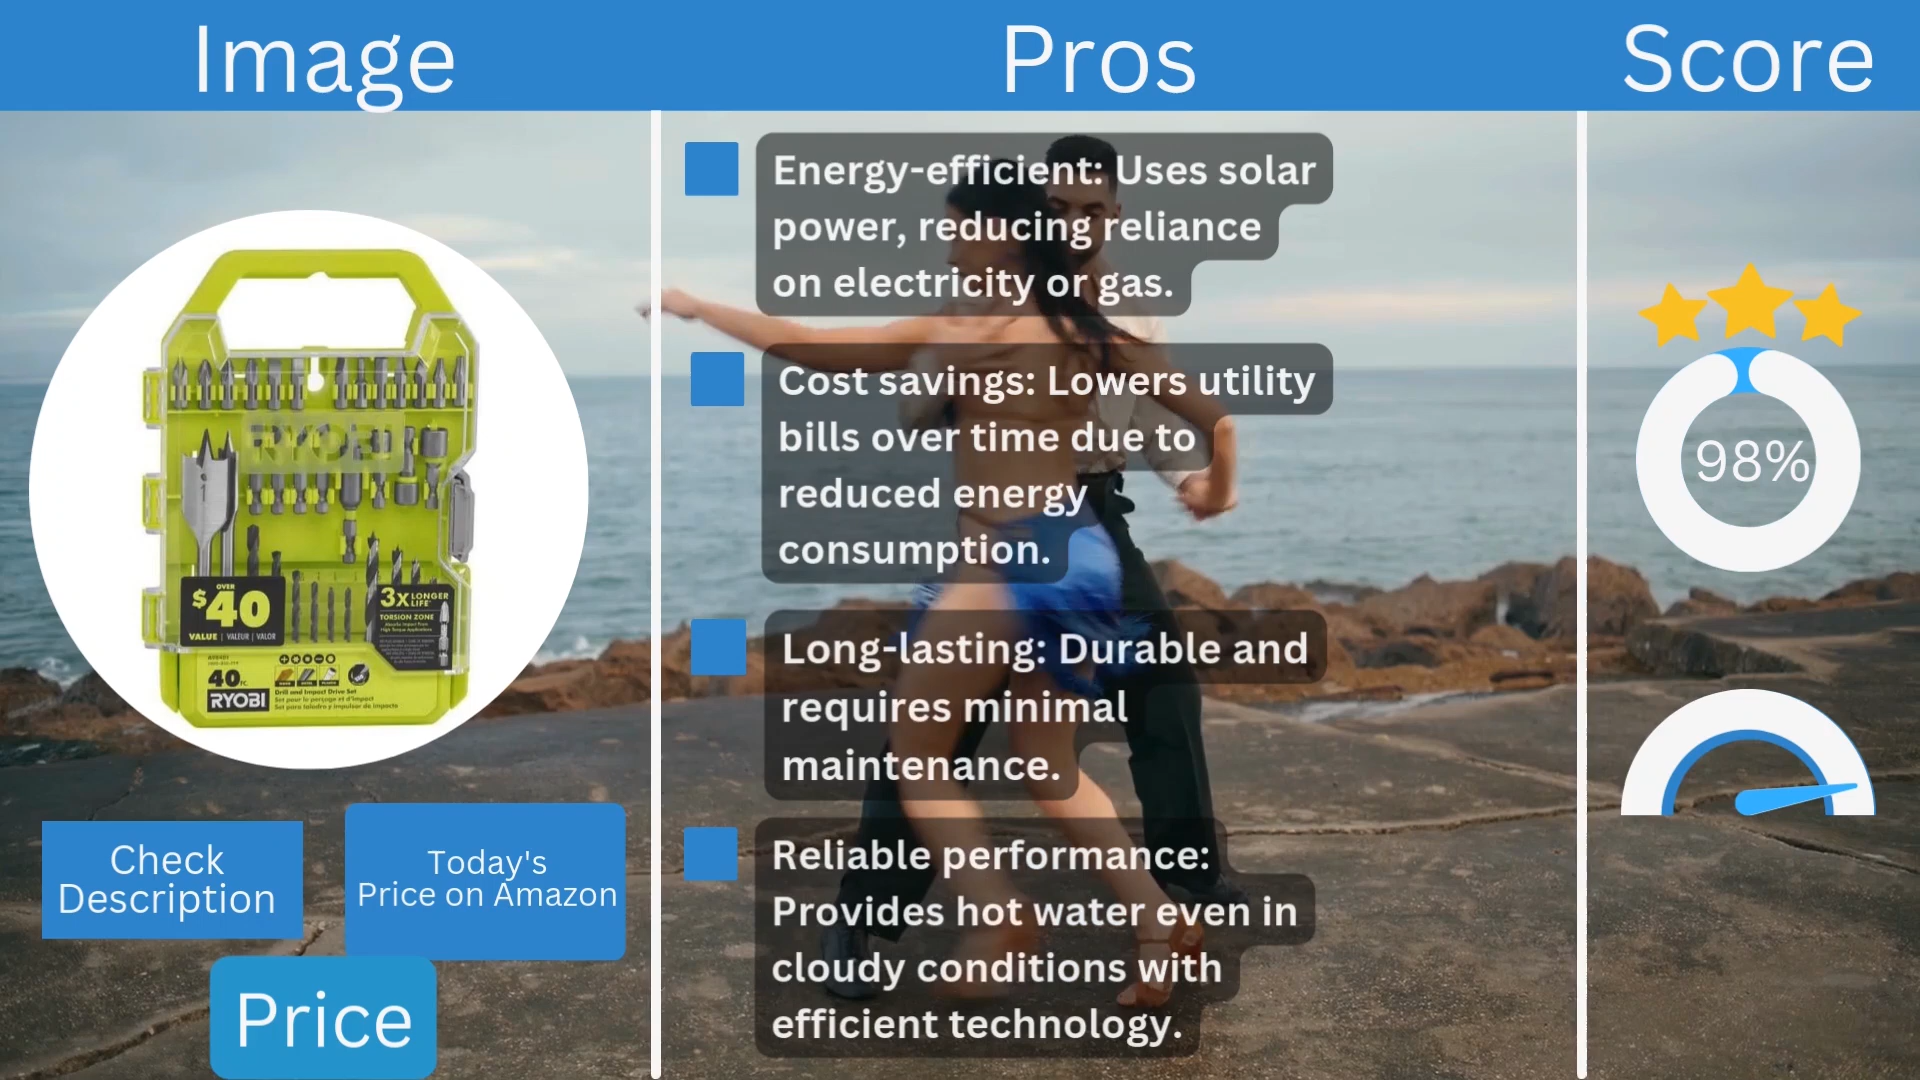 Image
Pros
Score
RYOBI
OVER
$40
VALUE | VALEUR | VALOR
3X LONGER
LIFE
TORSION ZONE
40 PC.
RYOBI
Drill and Impact Drive Set
Check
Description
Today's
Price on Amazon
Price
Energy-efficient: Uses solar
power, reducing reliance
on electricity or gas.
Cost savings: Lowers utility
bills over time due to
reduced energy
consumption.
Long-lasting: Durable and
requires minimal
maintenance.
Reliable performance:
Provides hot water even in
cloudy conditions with
efficient technology.
98%